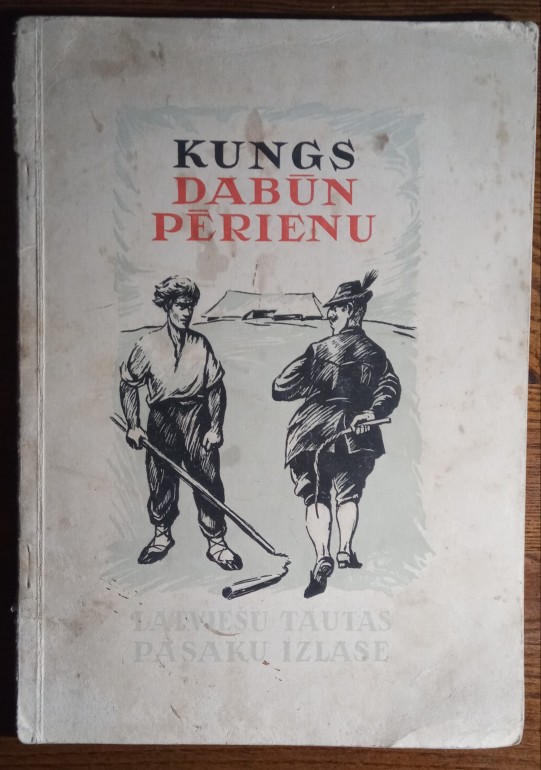 KUNGS
DABŪN
PĒRIENU
LATVIEŠU TAUTAS
PASAKU IZLASE